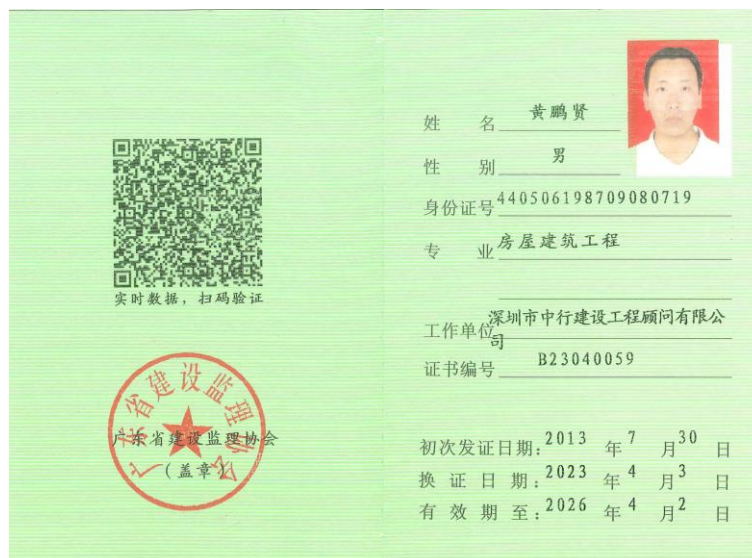 实时数据，扫码验证
广东省建设监理协会
广东省建设监理协会
（盖章）
姓 名 黄鹏贤
性 别 男
身份证号 440506198709080719
专 业 房屋建筑工程
工作单位 深圳市中行建设工程顾问有限公
司
证书编号 B23040059
初次发证日期：2013 年 7 月 30 日
换 证 日 期：2023 年 4 月 3 日
有 效 期 至：2026 年 4 月 2 日